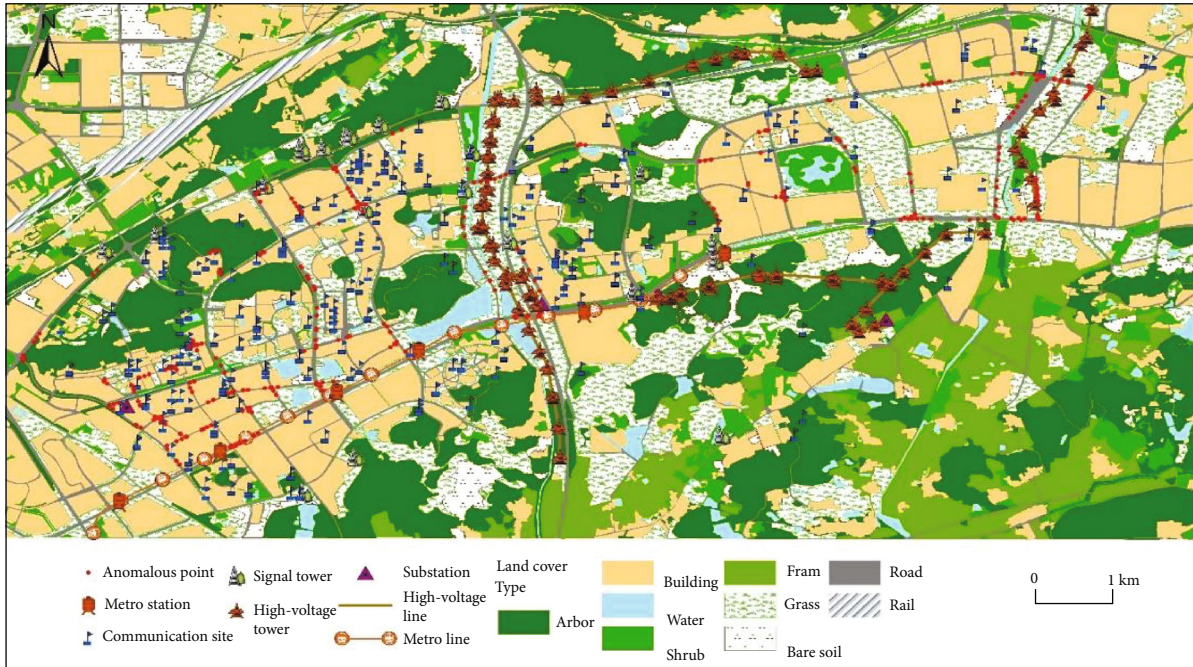 N
Anomalous point
Signal tower
Substation
Land cover
Type
Metro station
High-voltage
tower
High-voltage
line
Communication site
Metro line
Arbor
Building
Water
Shrub
Fram
Grass
Bare soil
Road
Rail
0 1 km